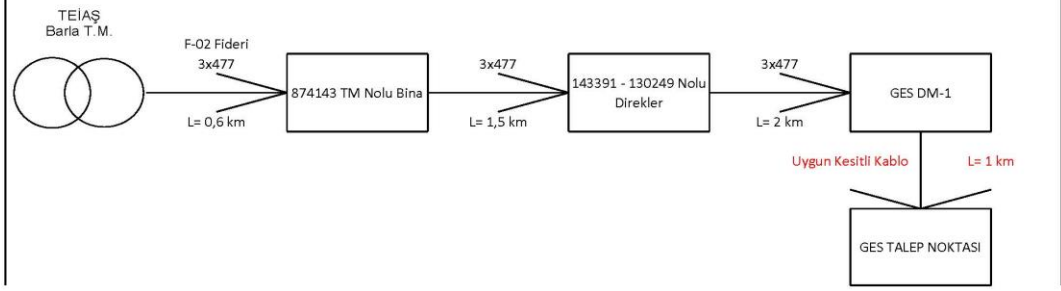 TEİAŞ
Barla T.M.
F-02 Fideri
3x477
L= 0,6 km
874143 TM Nolu Bina
3x477
L= 1,5 km
143391 - 130249 Nolu
Direkler
3x477
L= 2 km
GES DM-1
Uygun Kesitli Kablo
L= 1 km
GES TALEP NOKTASI